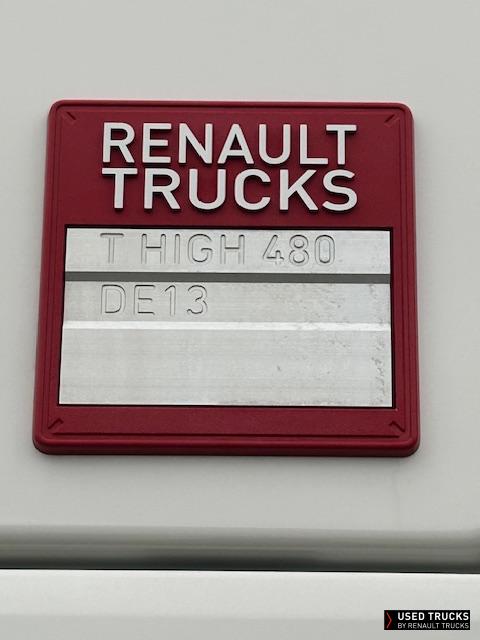 RENAULT
TRUCKS
T HIGH 480
DE13
USED TRUCKS
BY RENAULT TRUCKS